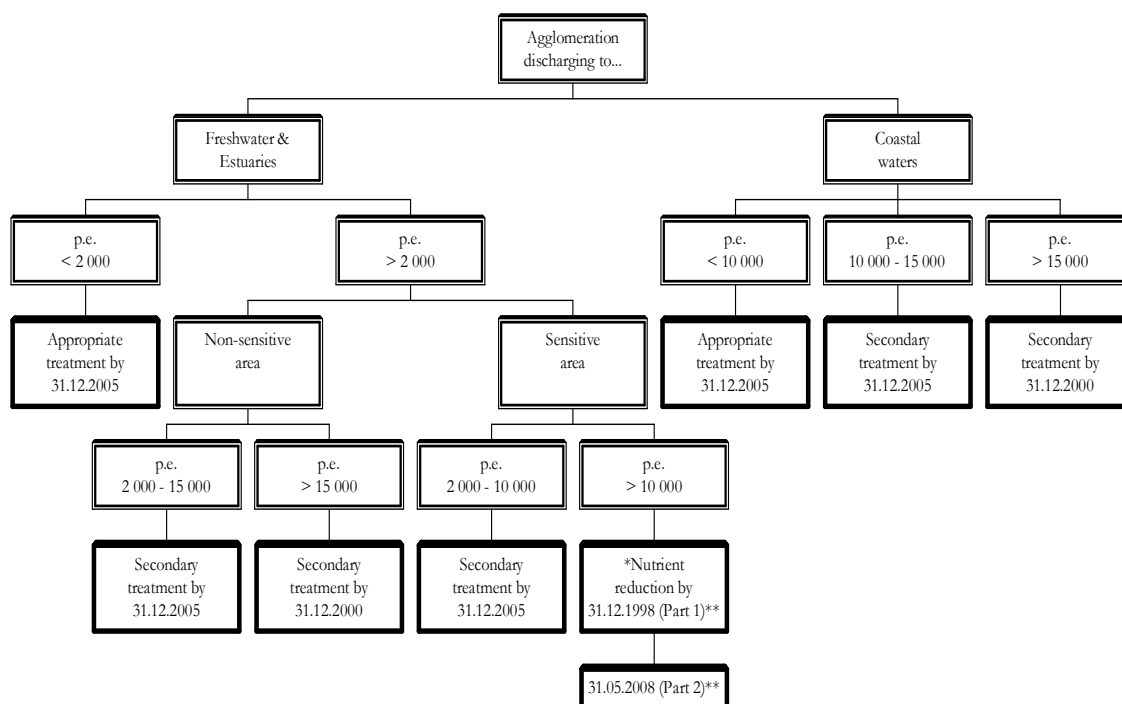 Agglomeration
discharging to...
Freshwater &
Estuaries
Coastal
waters
p.e.
< 2 000
p.e.
> 2 000
p.e.
< 10 000
p.e.
10 000 - 15 000
p.e.
> 15 000
Appropriate
treatment by
31.12.2005
Non-sensitive
area
Sensitive
area
Appropriate
treatment by
31.12.2005
Secondary
treatment by
31.12.2005
Secondary
treatment by
31.12.2000
p.e.
2 000 - 15 000
p.e.
> 15 000
p.e.
2 000 - 10 000
p.e.
> 10 000
Secondary
treatment by
31.12.2005
Secondary
treatment by
31.12.2000
Secondary
treatment by
31.12.2005
*Nutrient
reduction by
31.12.1998 (Part 1)**
31.05.2008 (Part 2)**